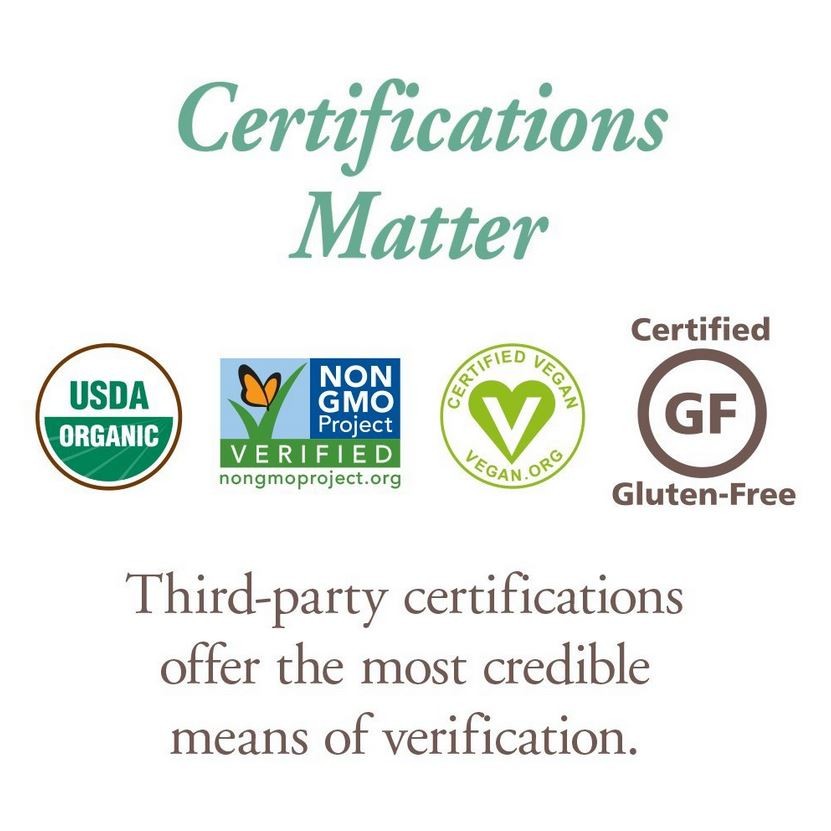 Certifications
Matter
USDA
ORGANIC
NON
GMO
Project
VERIFIED
nongmoproject.org
CERTIFIED VEGAN
V
VEGAN.ORG
Certified
GF
Gluten-Free
Third-party certifications
offer the most credible
means of verification.